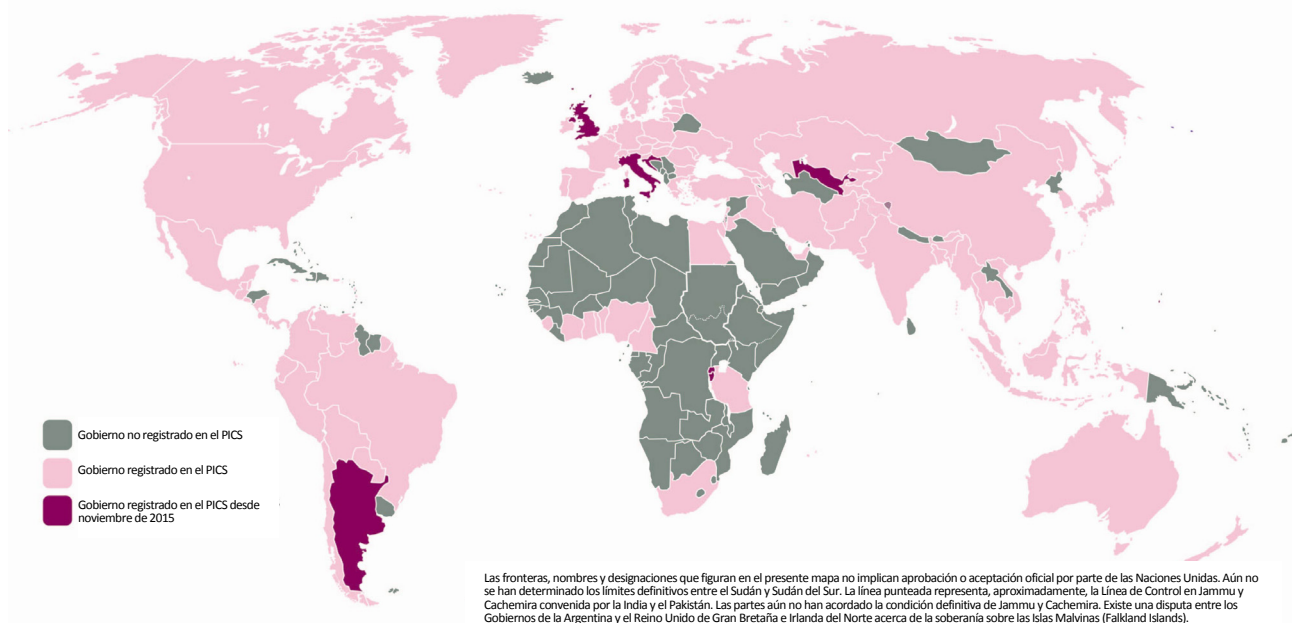 Gobierno no registrado en el PICS
Gobierno registrado en el PICS
Gobierno registrado en el PICS desde
noviembre de 2015
Las fronteras, nombres y designaciones que figuran en el presente mapa no implican aprobación o aceptación oficial por parte de las Naciones Unidas. Aún no
se han determinado los límites definitivos entre el Sudán y Sudán del Sur. La línea punteada representa, aproximadamente, la Línea de Control en Jammu y
Cachemira convenida por la India y el Pakistán. Las partes aún no han acordado la condición definitiva de Jammu y Cachemira. Existe una disputa entre los
Gobiernos de la Argentina y el Reino Unido de Gran Bretaña e Irlanda del Norte acerca de la soberanía sobre las Islas Malvinas (Falkland Islands).